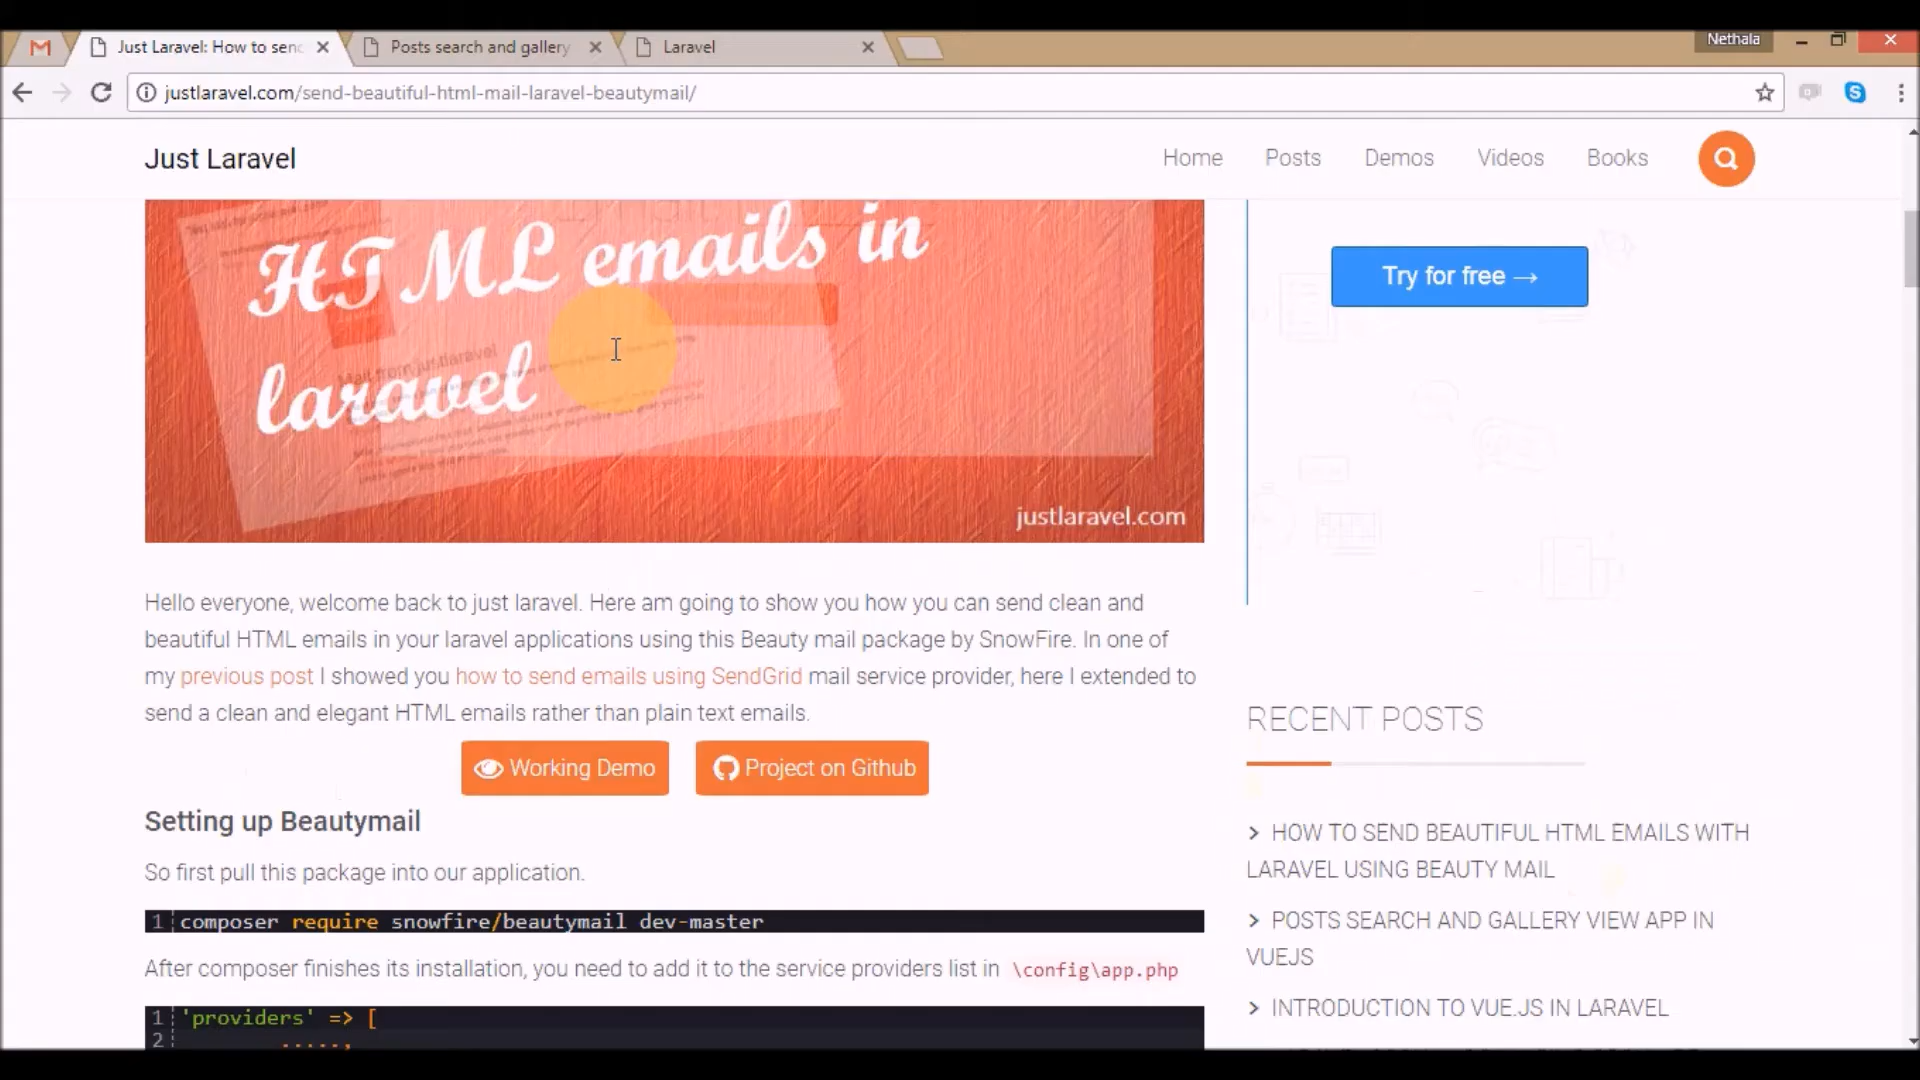 Just Laravel: How to send
Posts search and gallery
Laravel
Nethala
justlaravel.com/send-beautiful-html-mail-laravel-beautymail/
Just Laravel
Home
Posts
Demos
Videos
Books
HTML emails in
laravel
Mail from justlaravel
justlaravel.com
Try for free →
Hello everyone, welcome back to just laravel. Here am going to show you how you can send clean and
beautiful HTML emails in your laravel applications using this Beauty mail package by SnowFire. In one of
my previous post I showed you how to send emails using SendGrid mail service provider, here I extended to
send a clean and elegant HTML emails rather than plain text emails.
Working Demo
Project on Github
Setting up Beautymail
So first pull this package into our application.
1 composer require snowfire/beautymail dev-master
After composer finishes its installation, you need to add it to the service providers list in \config\app.php
1 'providers' => [
2 .....,
RECENT POSTS
> HOW TO SEND BEAUTIFUL HTML EMAILS WITH
LARAVEL USING BEAUTY MAIL
> POSTS SEARCH AND GALLERY VIEW APP IN
VUEJS
> INTRODUCTION TO VUE.JS IN LARAVEL